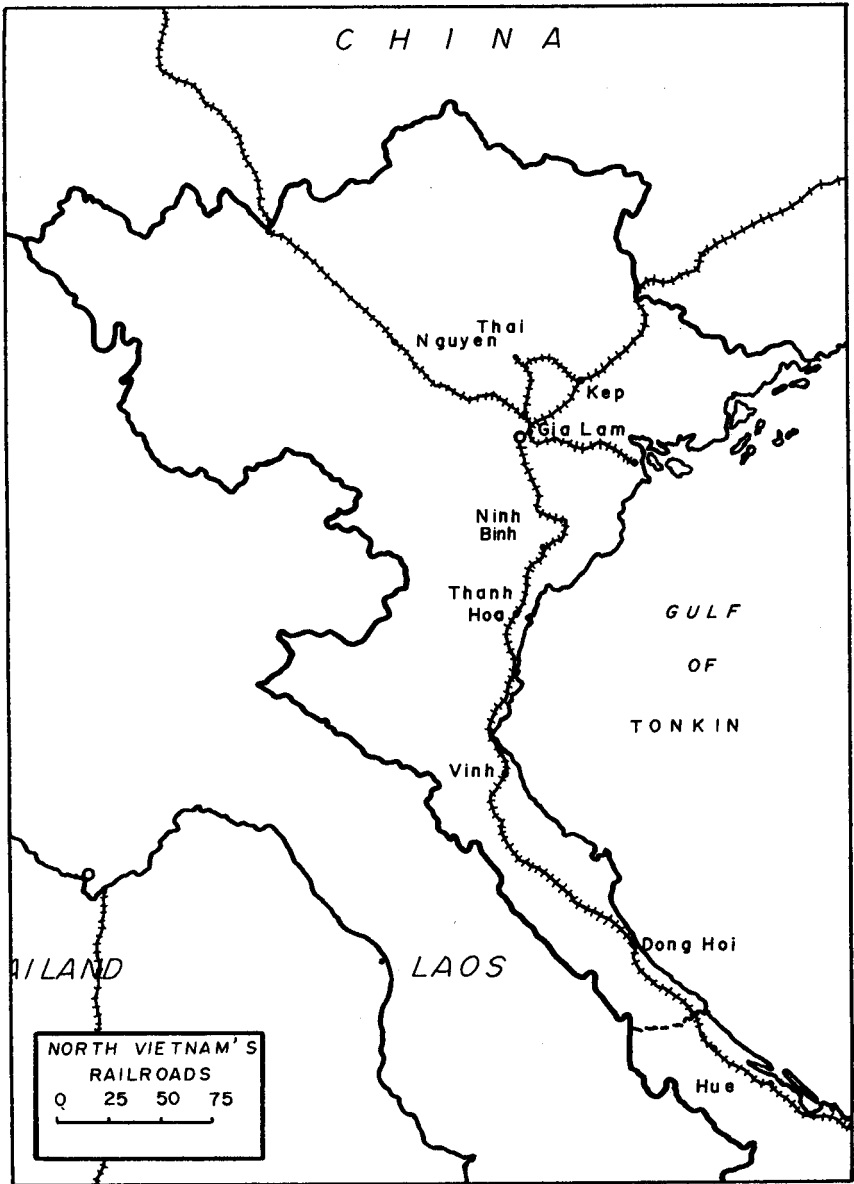 CHINA
Thai
Nguyen
Kep
Gia Lam
Ninh
Binh
Thanh
Hoa
GULF
OF
TONKIN
Vinh
Dong Hoi
AILAND
LAOS
Hue
NORTH VIETNAM'S
RAILROADS
0 25 50 75